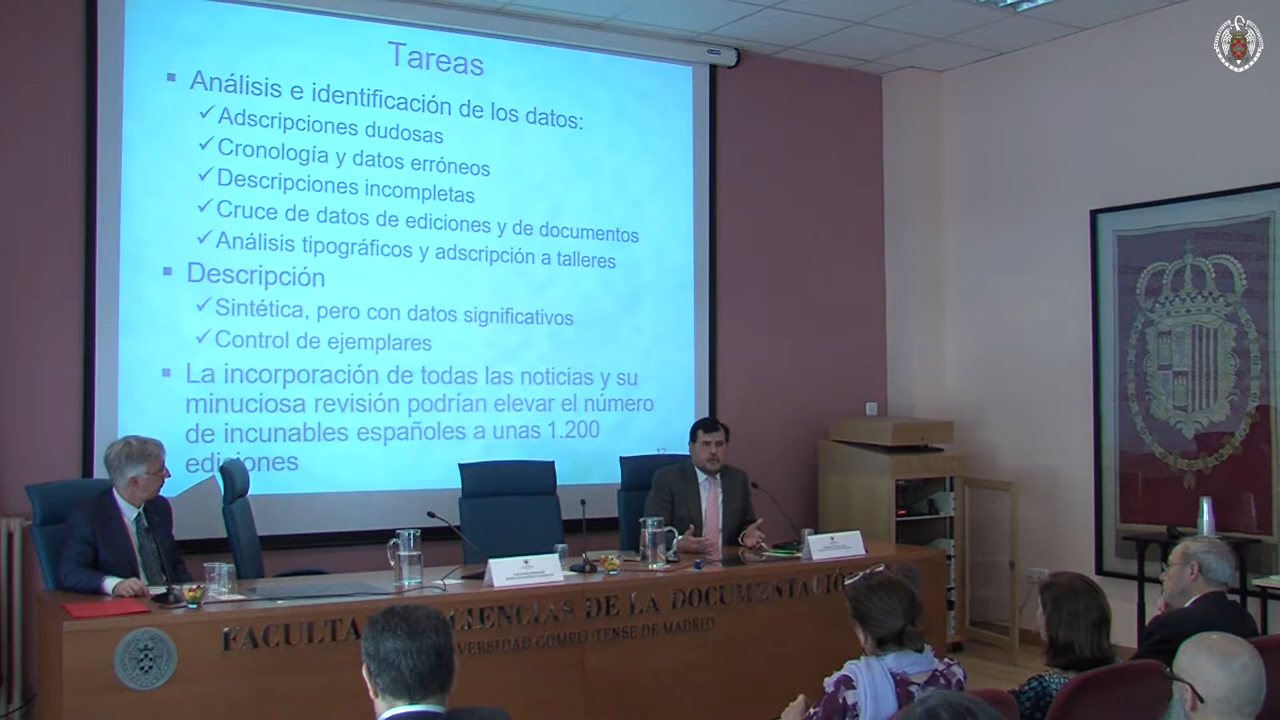 Tareas
▪ Análisis e identificación de los datos:
✓ Adscripciones dudosas
✓ Cronología y datos erróneos
✓ Descripciones incompletas
✓ Cruce de datos de ediciones y de documentos
✓ Análisis tipográficos y adscripción a talleres
▪ Descripción
✓ Sintética, pero con datos significativos
✓ Control de ejemplares
▪ La incorporación de todas las noticias y su
minuciosa revisión podrían elevar el número
de incunables españoles a unas 1.200
ediciones
12
CIENCIAS DE LA DOCUMENTACIÓN
COMPLUTENSE DE MADRID